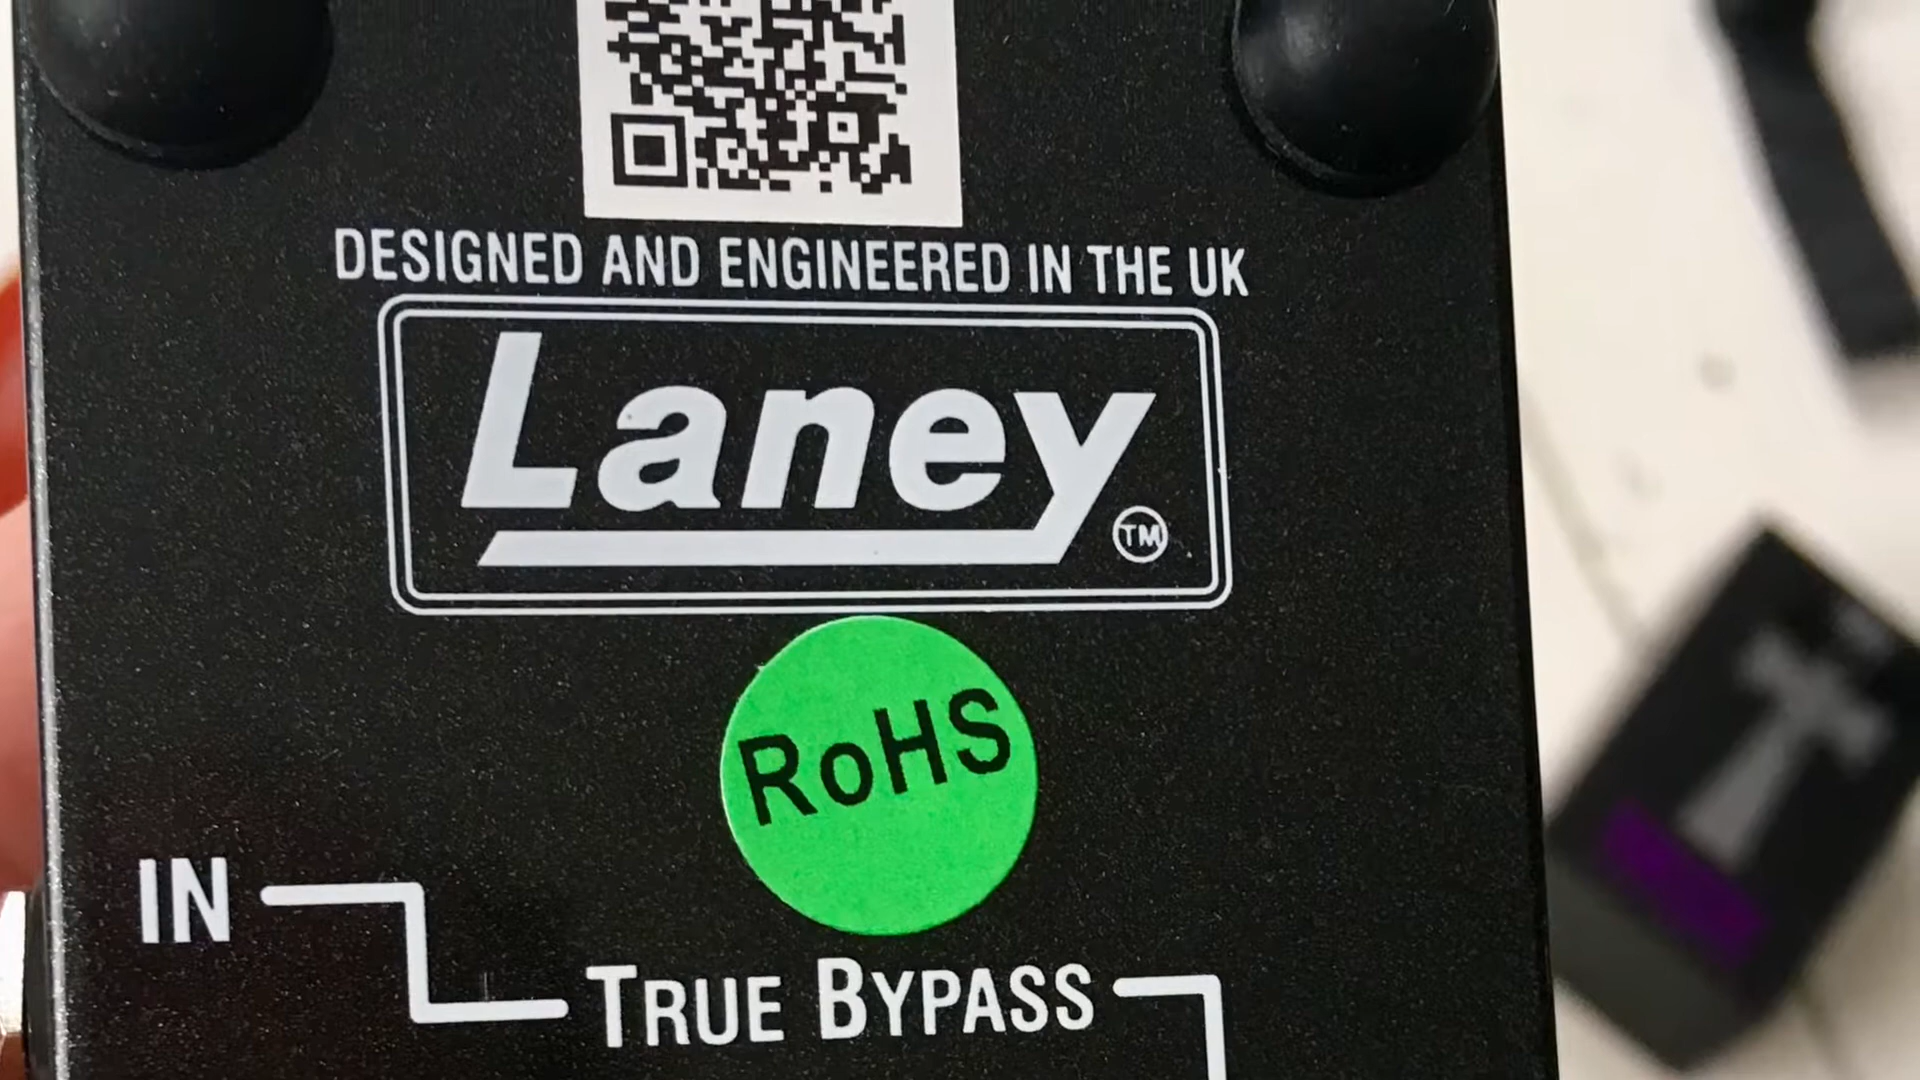 DESIGNED AND ENGINEERED IN THE UK
Laney
TM
RoHS
IN
TRUE BYPASS